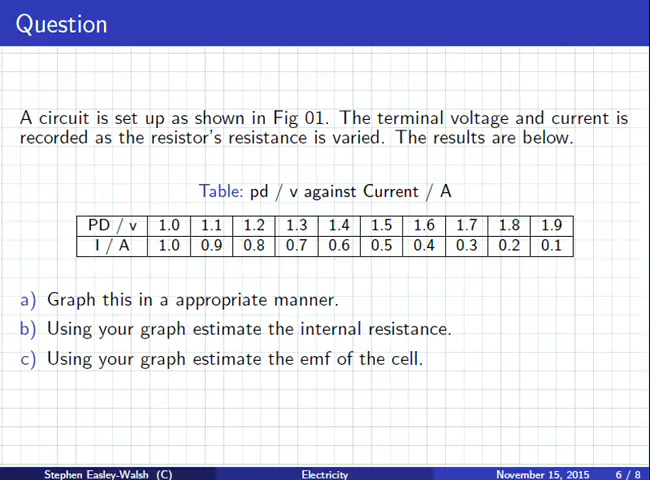 Question
A circuit is set up as shown in Fig 01. The terminal voltage and current is
recorded as the resistor's resistance is varied. The results are below.
Table: pd / v against Current / A
PD / v 1.0 1.1 1.2 1.3 1.4 1.5 1.6 1.7 1.8 1.9
I / A 1.0 0.9 0.8 0.7 0.6 0.5 0.4 0.3 0.2 0.1
a) Graph this in a appropriate manner.
b) Using your graph estimate the internal resistance.
c) Using your graph estimate the emf of the cell.
Stephen Easley-Walsh (C) Electricity November 15, 2015 6 / 8